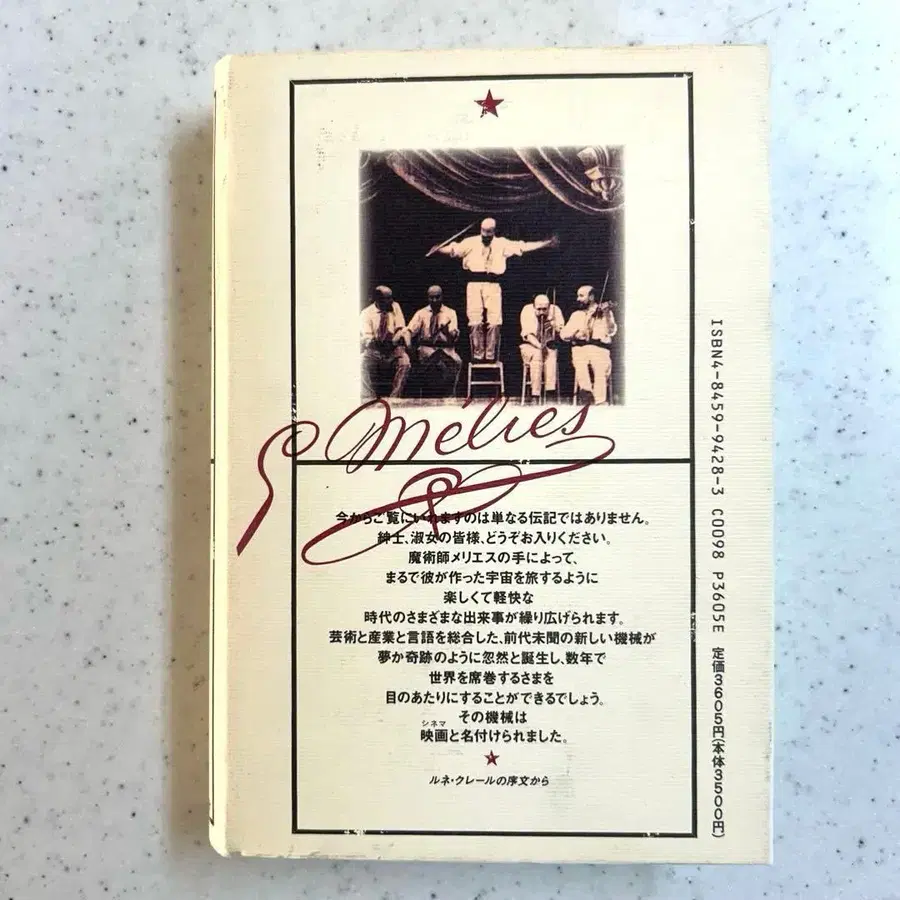 Méliès
今からご覧にいれますのは単なる伝記ではありません。
紳士、淑女の皆様、どうぞお入りください。
魔術師メリエスの手によって、
まるで彼が作った宇宙を旅するように
楽しくて軽快な
時代のさまざまな出来事が繰り広げられます。
芸術と産業と言語を総合した、前代未聞の新しい機械が
夢か奇跡のように忽然と誕生し、数年で
世界を席巻するさまを
目のあたりにすることができるでしょう。
その機械は
シネマ
映画と名付けられました。
ルネ・クレールの序文から
ISBN4-8459-9428-3 C0098 P3605E 定価3605円(本体3500円)